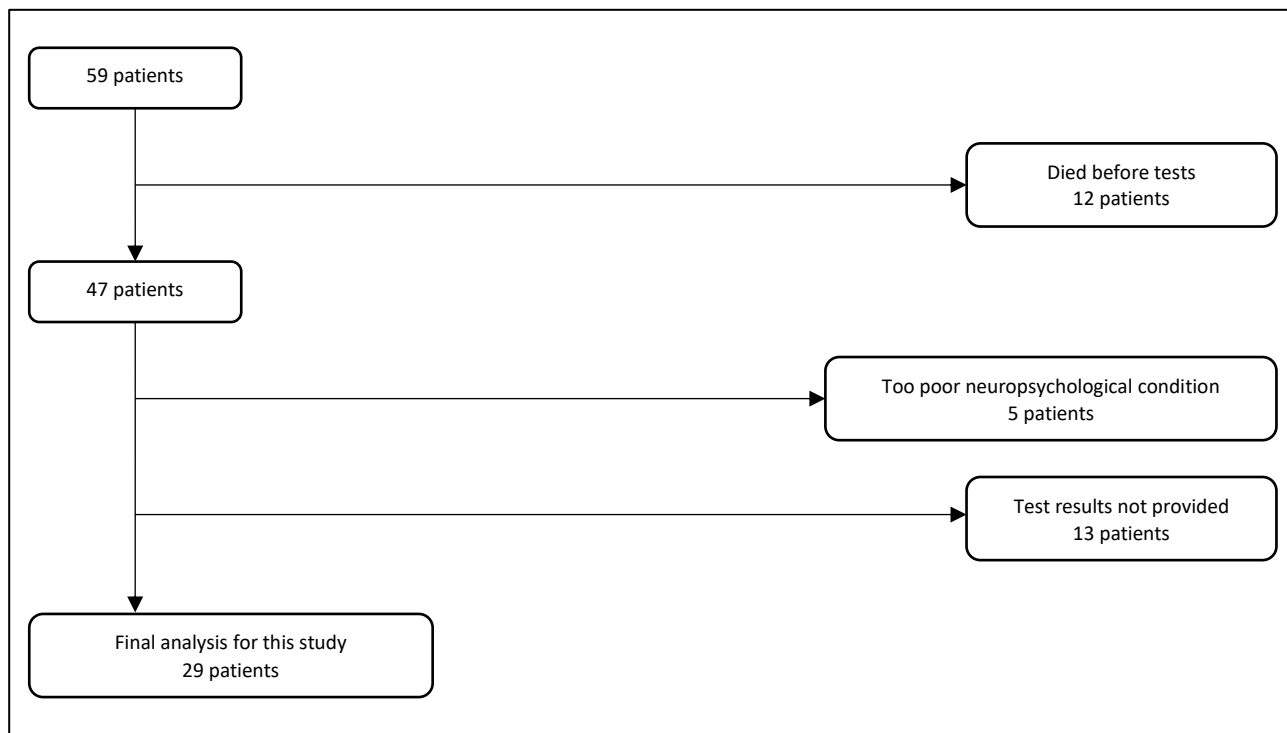 59 patients
Died before tests
12 patients
47 patients
Too poor neuropsychological condition
5 patients
Test results not provided
13 patients
Final analysis for this study
29 patients